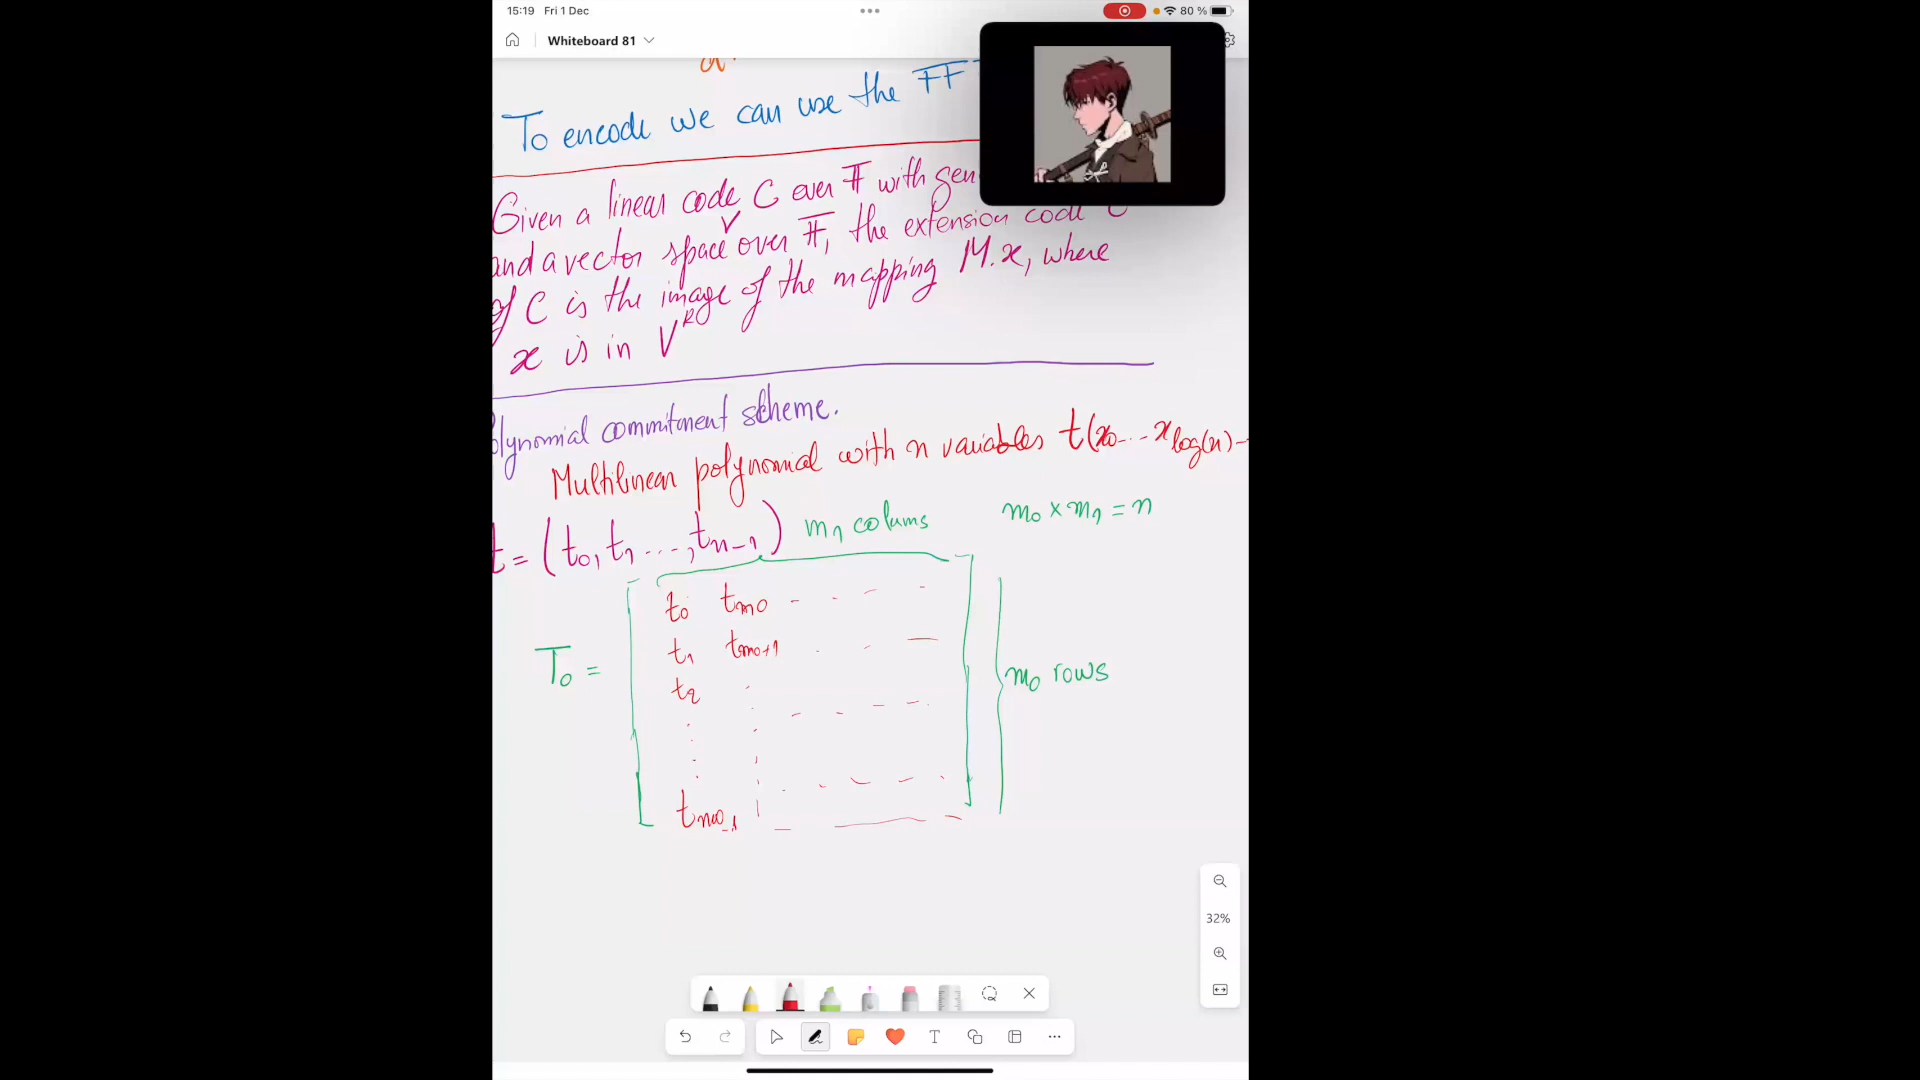 15:19 Fri 1 Dec
80 %
Whiteboard 81
To encode we can use the FF
Given a linear code C over F with gen
and a vector space V over F, the extension code C
of C is the image of the mapping M.x, where
x is in V^k
olynomial commitment scheme.
Multilinear polynomial with n variables t(x0...x log(n)-
t = (t0, t1 ..., tn-1)
m1 colums
m0 × m1 = n
t0 tm0 - - - -
t1 tm0+1 . . -
T0 =
m0 rows
t2
tm0-1
32%